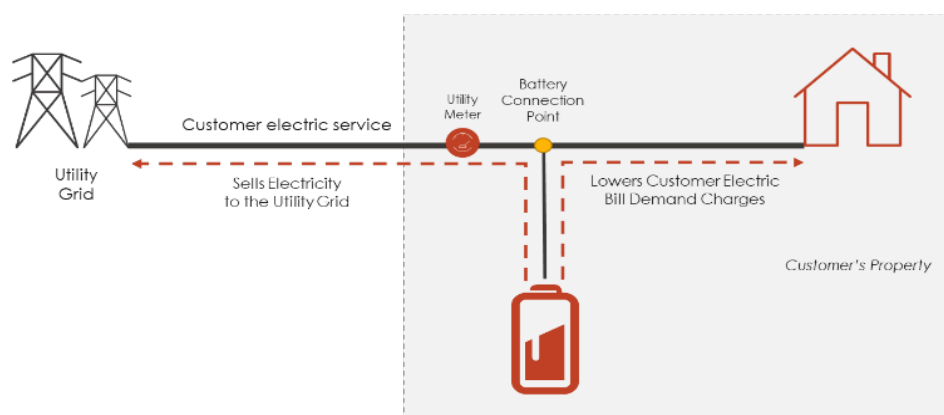 Utility
Grid
Customer electric service
Sells Electricity
to the Utility Grid
Utility
Meter
Battery
Connection
Point
Lowers Customer Electric
Bill Demand Charges
Customer's Property